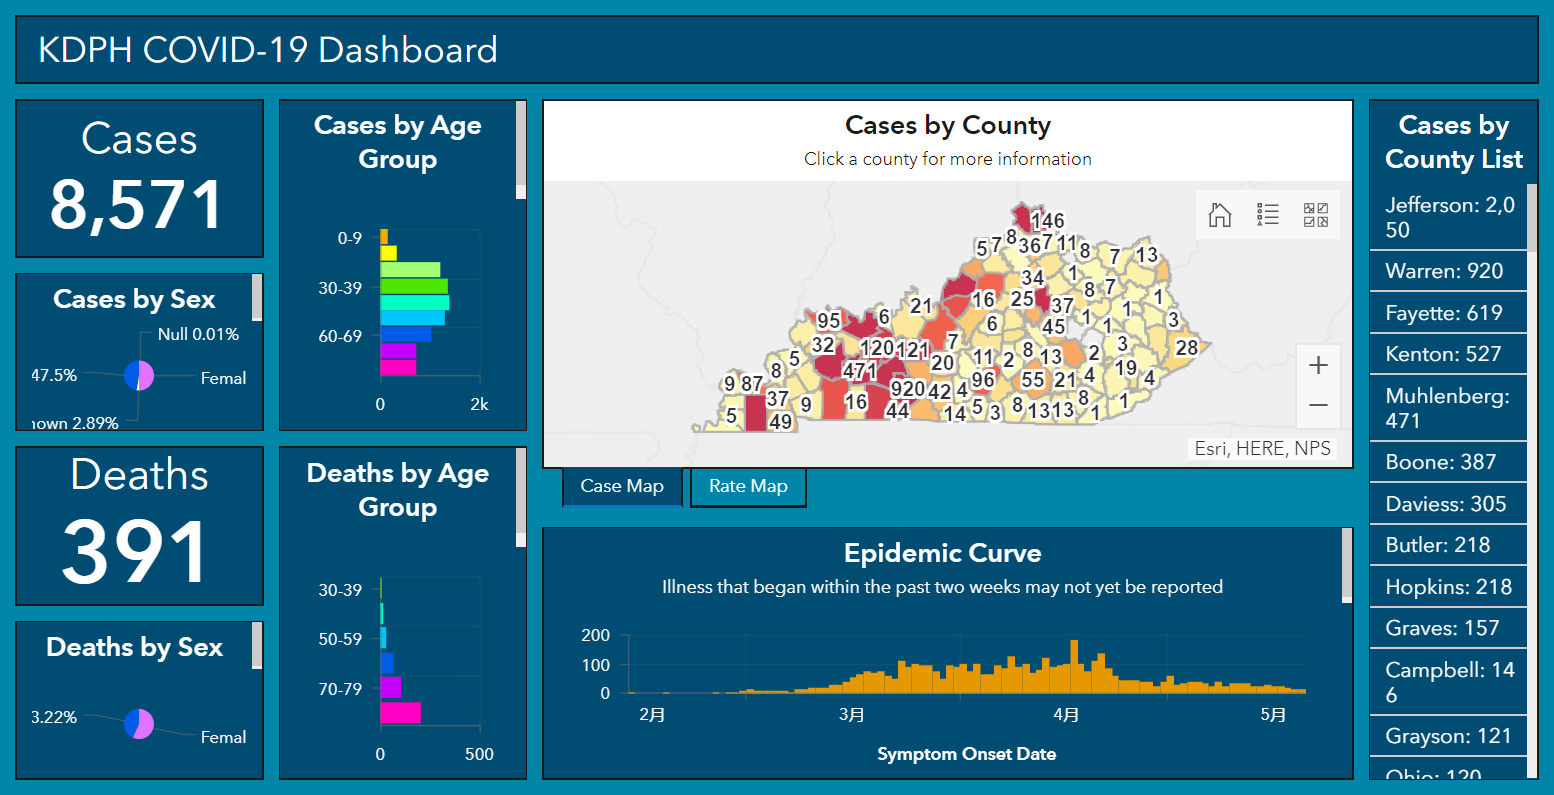 KDPH COVID-19 Dashboard
Cases
8,571
Cases by Sex
Null 0.01%
47.5%
Femal
nown 2.89%
Deaths
391
Deaths by Sex
3.22%
Femal
Cases by Age
Group
0-9
30-39
60-69
0 2k
Deaths by Age
Group
30-39
50-59
70-79
0 500
Cases by County
Click a county for more information
146
5 7 8 36 7 11 8 7 13
34 1 8 7
21 16 25 37 1 1
95 6 6 45 1 1 3
32 120 121 7 3 28
5 20 11 2 8 13 2
8 471 96 55 21 4 19 4
9 87 37 920 42 4 8
5 49 9 16 44 14 5 3 8 13 13 1 1
Esri, HERE, NPS
Case Map Rate Map
Epidemic Curve
Illness that began within the past two weeks may not yet be reported
200
100
0
2月 3月 4月 5月
Symptom Onset Date
Cases by
County List
Jefferson: 2,0
50
Warren: 920
Fayette: 619
Kenton: 527
Muhlenberg:
471
Boone: 387
Daviess: 305
Butler: 218
Hopkins: 218
Graves: 157
Campbell: 14
6
Grayson: 121
Ohio: 120